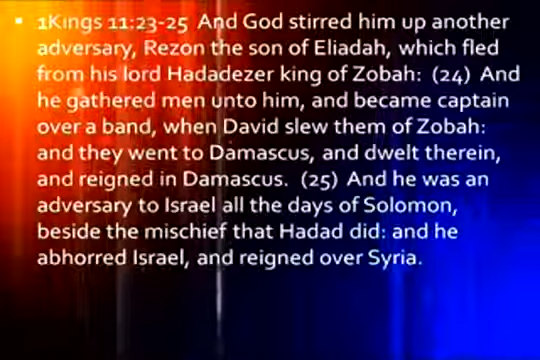 ▪ 1Kings 11:23-25 And God stirred him up another
adversary, Rezon the son of Eliadah, which fled
from his lord Hadadezer king of Zobah: (24) And
he gathered men unto him, and became captain
over a band, when David slew them of Zobah:
and they went to Damascus, and dwelt therein,
and reigned in Damascus. (25) And he was an
adversary to Israel all the days of Solomon,
beside the mischief that Hadad did: and he
abhorred Israel, and reigned over Syria.